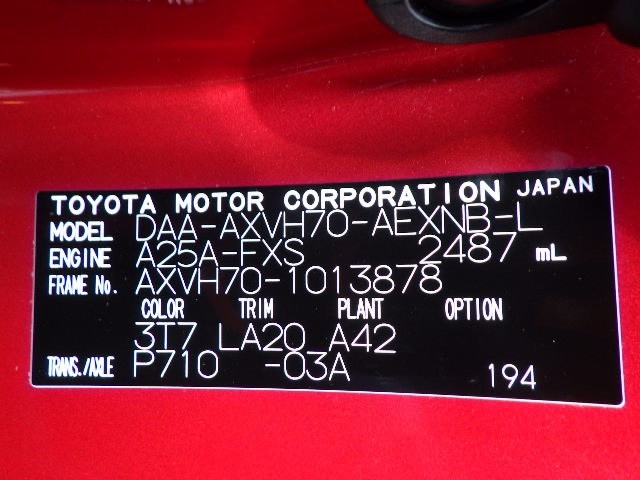 TOYOTA MOTOR CORPORATION JAPAN
MODEL DAA-AXVH70-AEXNB-L
ENGINE A25A-FXS 2487 mL
FRAME No. AXVH70-1013878
COLOR TRIM PLANT OPTION
3T7 LA20 A42
TRANS./AXLE P710 -03A 194